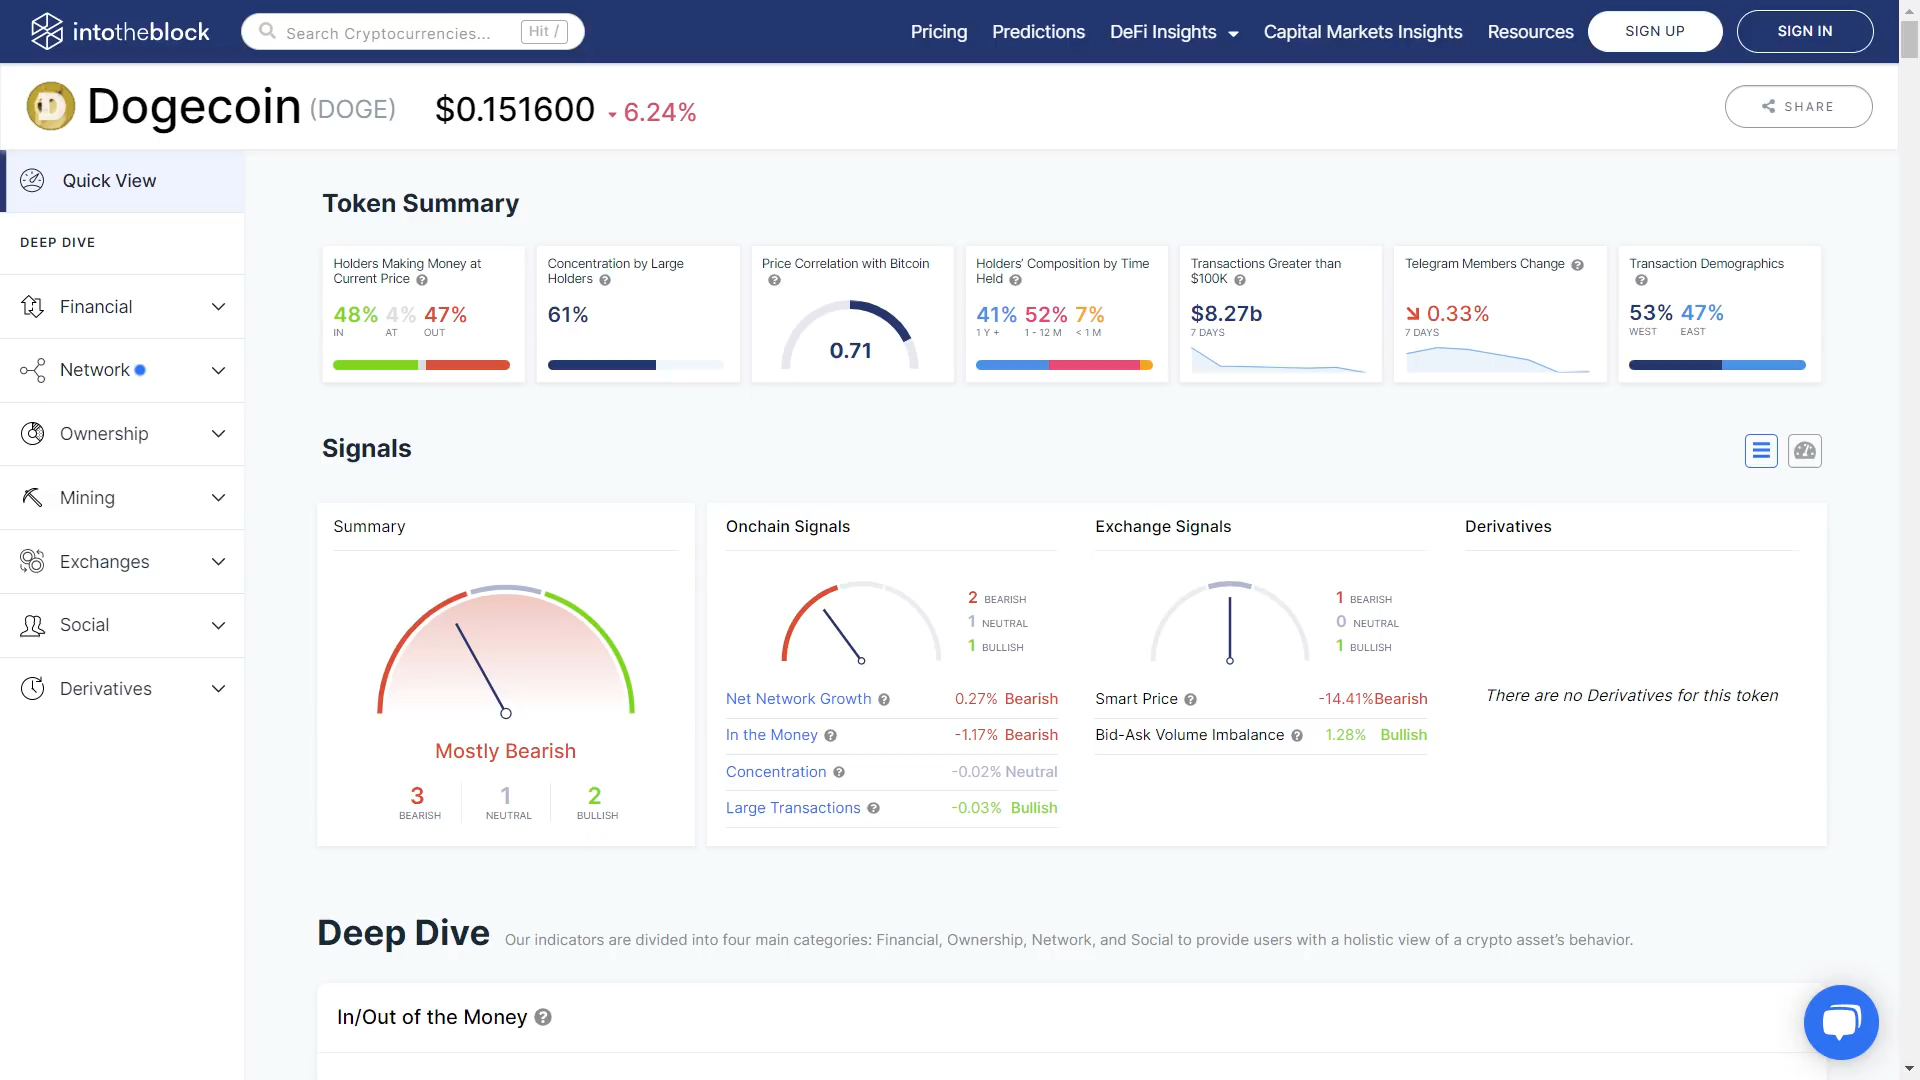 intotheblock
Search Cryptocurrencies...
Hit /
Pricing
Predictions
DeFi Insights
Capital Markets Insights
Resources
SIGN UP
SIGN IN
Dogecoin (DOGE) $0.151600 6.24%
SHARE
Quick View
DEEP DIVE
Financial
Network
Ownership
Mining
Exchanges
Social
Derivatives
Token Summary
Holders Making Money at
Current Price ?
48% 4% 47%
IN AT OUT
Concentration by Large
Holders ?
61%
Price Correlation with Bitcoin
?
0.71
Holders' Composition by Time
Held ?
41% 52% 7%
1 Y + 1 - 12 M < 1 M
Transactions Greater than
$100K ?
$8.27b
7 DAYS
Telegram Members Change ?
0.33%
7 DAYS
Transaction Demographics
?
53% 47%
WEST EAST
Signals
Summary
Mostly Bearish
3 1 2
BEARISH NEUTRAL BULLISH
Onchain Signals
2 BEARISH
1 NEUTRAL
1 BULLISH
Net Network Growth ? 0.27% Bearish
In the Money ? -1.17% Bearish
Concentration ? -0.02% Neutral
Large Transactions ? -0.03% Bullish
Exchange Signals
1 BEARISH
0 NEUTRAL
1 BULLISH
Smart Price ? -14.41%Bearish
Bid-Ask Volume Imbalance ? 1.28% Bullish
Derivatives
There are no Derivatives for this token
Deep Dive Our indicators are divided into four main categories: Financial, Ownership, Network, and Social to provide users with a holistic view of a crypto asset's behavior.
In/Out of the Money ?